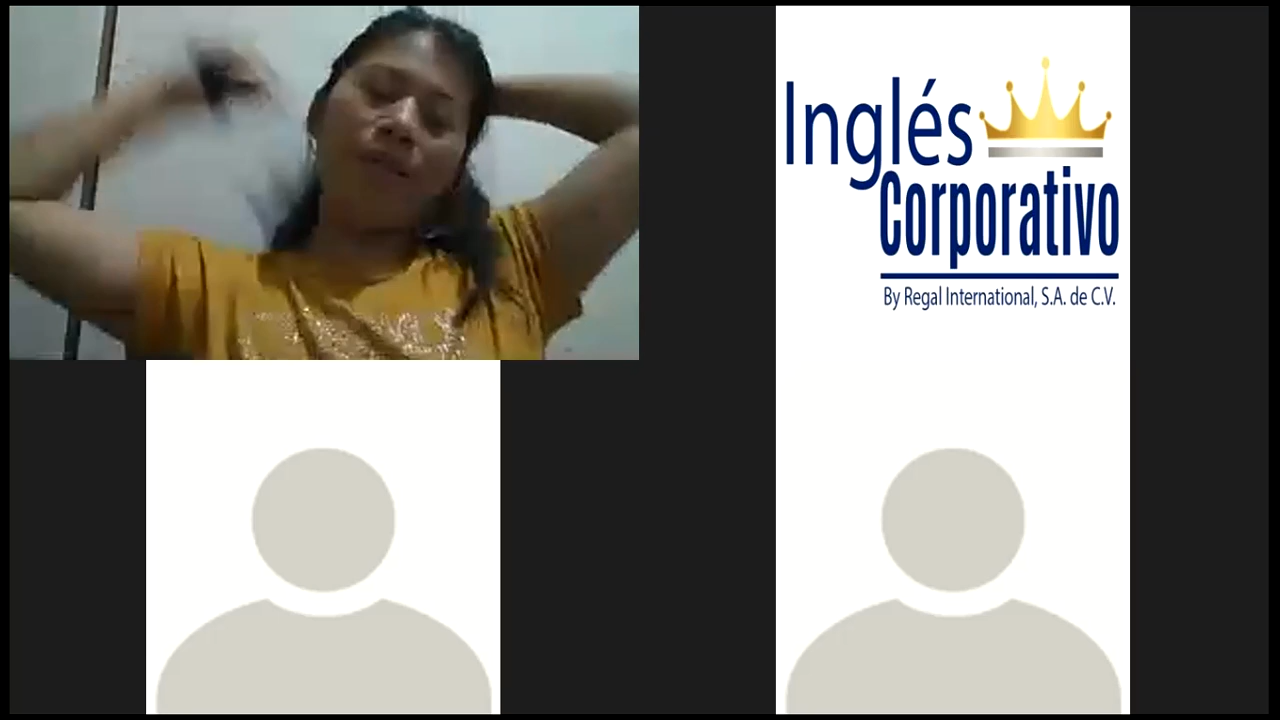 Inglés
Corporativo
By Regal International, S.A. de C.V.